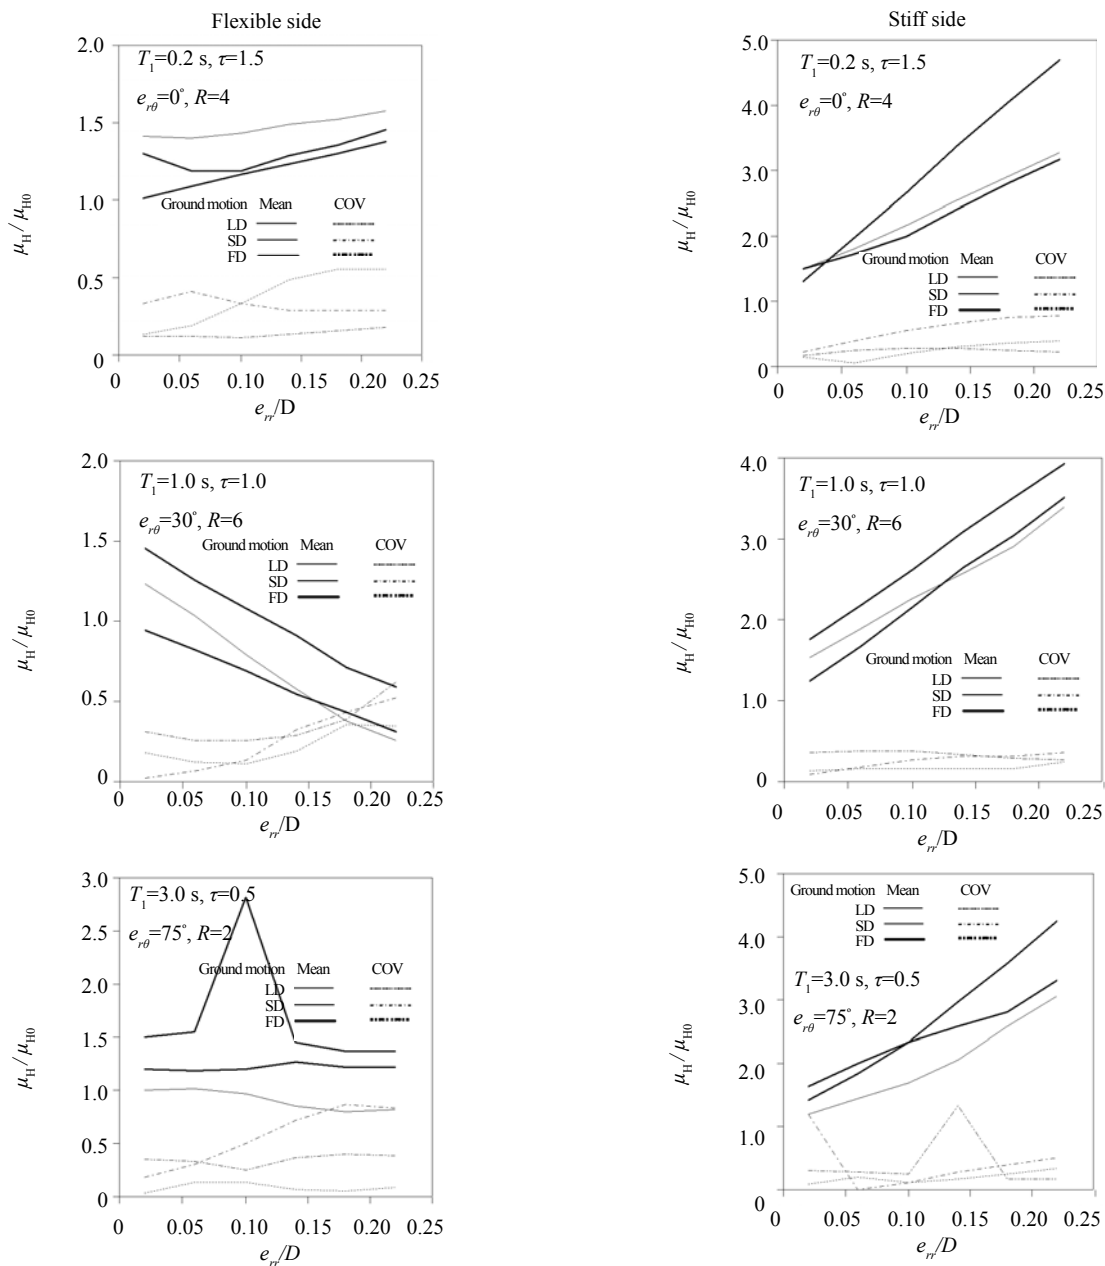 Flexible side
2.0
1.5
1.0
0.5
0
T1=0.2 s, τ=1.5
erθ=0°, R=4
Ground motion Mean COV
LD
SD
FD
μH / μH0
0 0.05 0.10 0.15 0.20 0.25
err/D
Stiff side
5.0
4.0
3.0
2.0
1.0
0
T1=0.2 s, τ=1.5
erθ=0°, R=4
Ground motion Mean COV
LD
SD
FD
μH / μH0
0 0.05 0.10 0.15 0.20 0.25
err/D
2.0
1.5
1.0
0.5
0
T1=1.0 s, τ=1.0
erθ=30°, R=6
Ground motion Mean COV
LD
SD
FD
μH / μH0
0 0.05 0.10 0.15 0.20 0.25
err/D
4.0
3.0
2.0
1.0
0
T1=1.0 s, τ=1.0
erθ=30°, R=6
Ground motion Mean COV
LD
SD
FD
μH / μH0
0 0.05 0.10 0.15 0.20 0.25
err/D
3.0
2.5
2.0
1.5
1.0
0.5
0
T1=3.0 s, τ=0.5
erθ=75°, R=2
Ground motion Mean COV
LD
SD
FD
μH / μH0
0 0.05 0.10 0.15 0.20 0.25
err/D
5.0
4.0
3.0
2.0
1.0
0
Ground motion Mean COV
LD
SD
FD
T1=3.0 s, τ=0.5
erθ=75°, R=2
μH / μH0
0 0.05 0.10 0.15 0.20 0.25
err/D